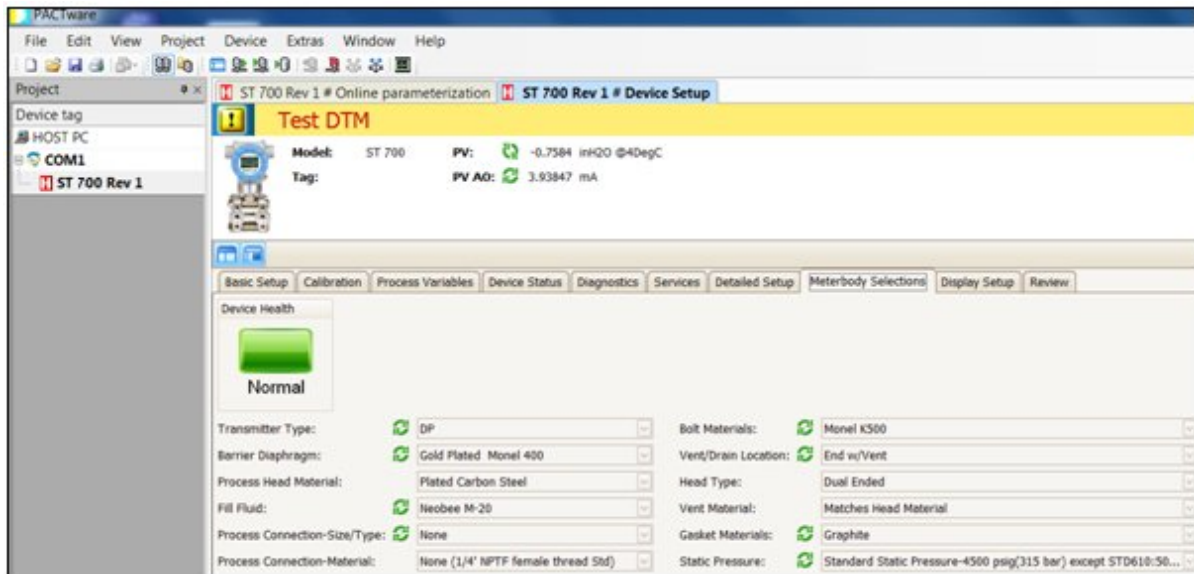 PACTware
File Edit View Project Device Extras Window Help
Project
Device tag
HOST PC
COM1
ST 700 Rev 1
ST 700 Rev 1 # Online parameterization
ST 700 Rev 1 # Device Setup
Test DTM
Model: ST 700 PV: -0.7584 inH2O @4DegC
Tag: PV AO: 3.93847 mA
Basic Setup Calibration Process Variables Device Status Diagnostics Services Detailed Setup Meterbody Selections Display Setup Review
Device Health
Normal
Transmitter Type: DP Bolt Materials: Monel K500
Barrier Diaphragm: Gold Plated Monel 400 Vent/Drain Location: End w/Vent
Process Head Material: Plated Carbon Steel Head Type: Dual Ended
Fill Fluid: Neobee M-20 Vent Material: Matches Head Material
Process Connection-Size/Type: None Gasket Materials: Graphite
Process Connection-Material: None (1/4' NPTF female thread Std) Static Pressure: Standard Static Pressure-4500 psig(315 bar) except STD610:50...